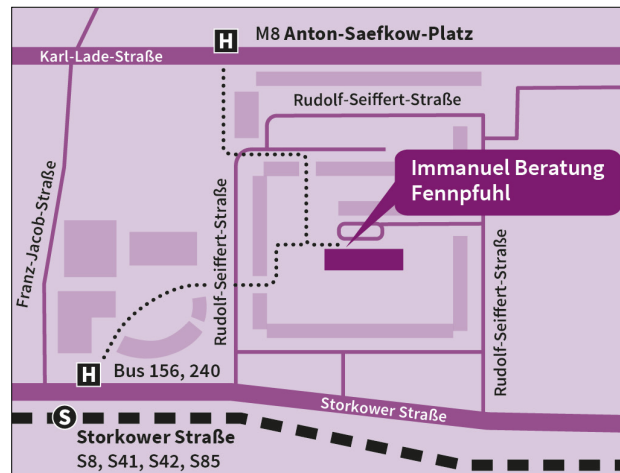 H
M8 Anton-Saefkow-Platz
Karl-Lade-Straße
Rudolf-Seiffert-Straße
Immanuel Beratung
Fennpfuhl
Franz-Jacob-Straße
Rudolf-Seiffert-Straße
Rudolf-Seiffert-Straße
H
Bus 156, 240
Storkower Straße
S
Storkower Straße
S8, S41, S42, S85